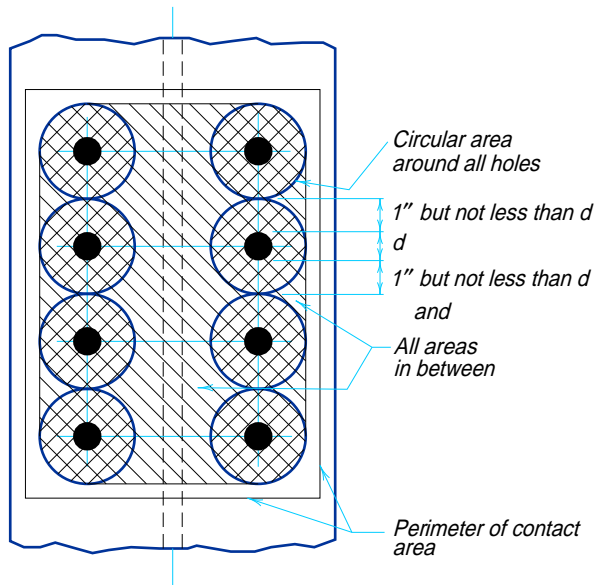 Circular area
around all holes
1″ but not less than d
d
1″ but not less than d
and
All areas
in between
Perimeter of contact
area